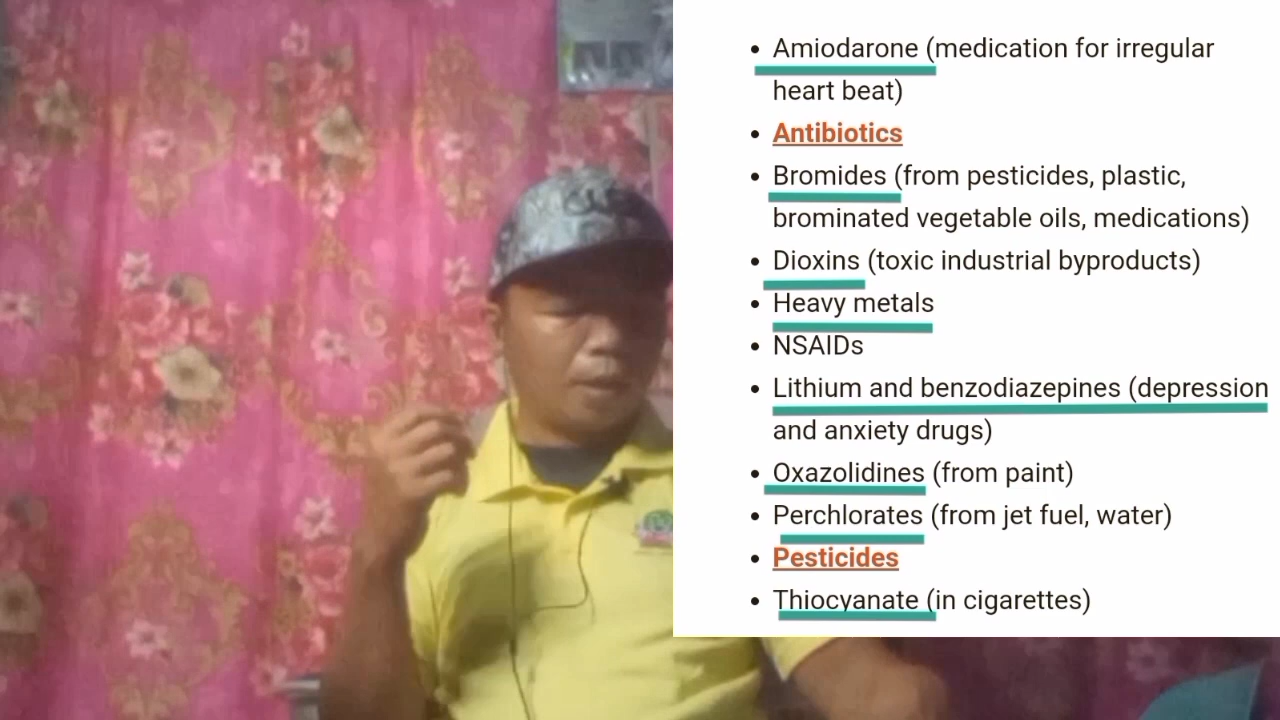 • Amiodarone (medication for irregular
heart beat)
• Antibiotics
• Bromides (from pesticides, plastic,
brominated vegetable oils, medications)
• Dioxins (toxic industrial byproducts)
• Heavy metals
• NSAIDs
• Lithium and benzodiazepines (depression
and anxiety drugs)
• Oxazolidines (from paint)
• Perchlorates (from jet fuel, water)
• Pesticides
• Thiocyanate (in cigarettes)